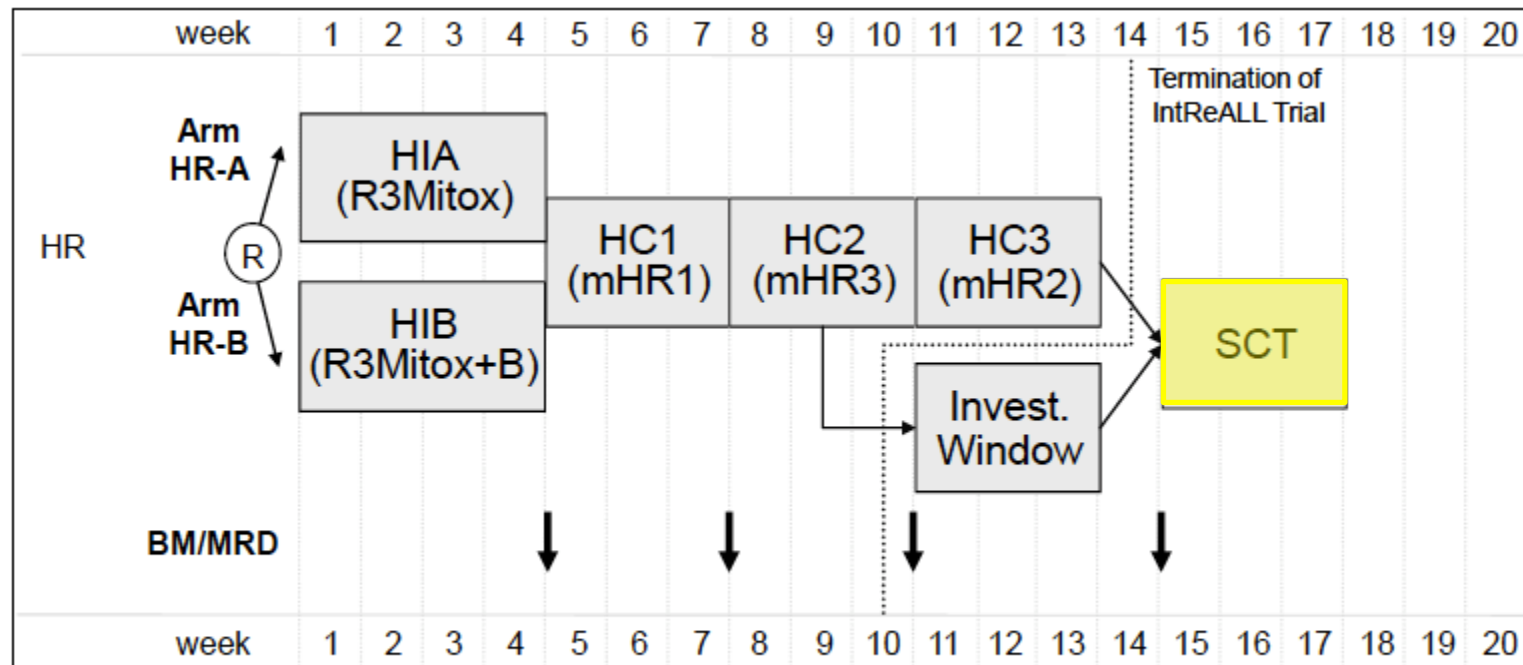 week 1 2 3 4 5 6 7 8 9 10 11 12 13 14 15 16 17 18 19 20
Termination of
IntReALL Trial
Arm
HR-A
HIA
(R3Mitox)
HR
R
HC1
(mHR1)
HC2
(mHR3)
HC3
(mHR2)
Arm
HR-B
HIB
(R3Mitox+B)
SCT
Invest.
Window
BM/MRD
week 1 2 3 4 5 6 7 8 9 10 11 12 13 14 15 16 17 18 19 20